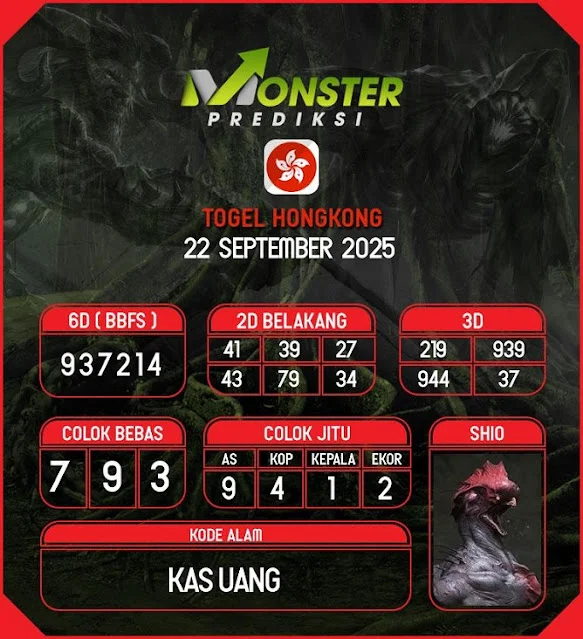 MONSTER
PREDIKSI
TOGEL HONGKONG
22 SEPTEMBER 2025
6D ( BBFS )
937214
2D BELAKANG
41 39 27
43 79 34
3D
219 939
944 37
COLOK BEBAS
7 9 3
COLOK JITU
AS KOP KEPALA EKOR
9 4 1 2
SHIO
KODE ALAM
KAS UANG